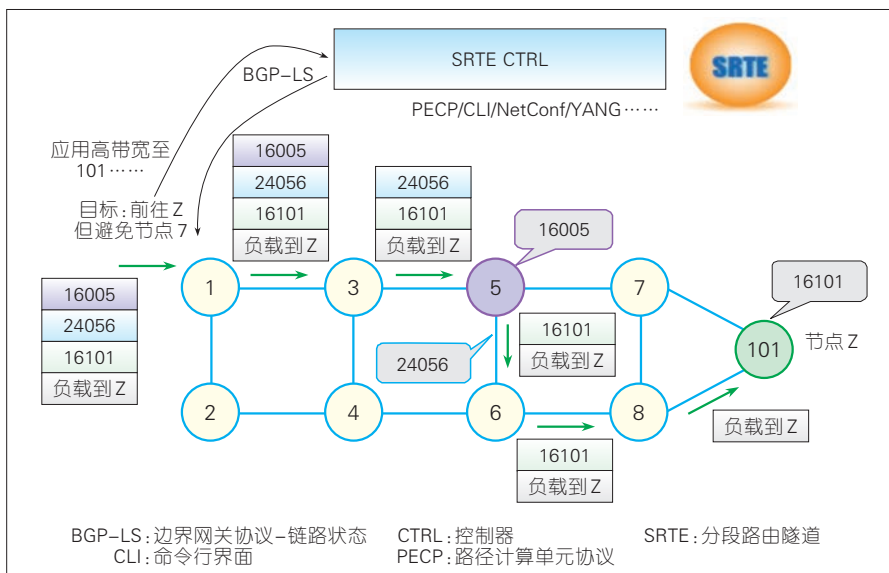 SRTE CTRL
SRTE
BGP-LS
PECP/CLI/NetConf/YANG……
应用高带宽至
101……
目标:前往Z
但避免节点7
16005
24056
16101
负载到Z
24056
16101
负载到Z
16005
16101
16005
24056
16101
负载到Z
1
3
5
7
101
节点Z
24056
16101
负载到Z
2
4
6
8
16101
负载到Z
负载到Z
BGP-LS:边界网关协议-链路状态
CTRL:控制器
SRTE:分段路由隧道
CLI:命令行界面
PECP:路径计算单元协议